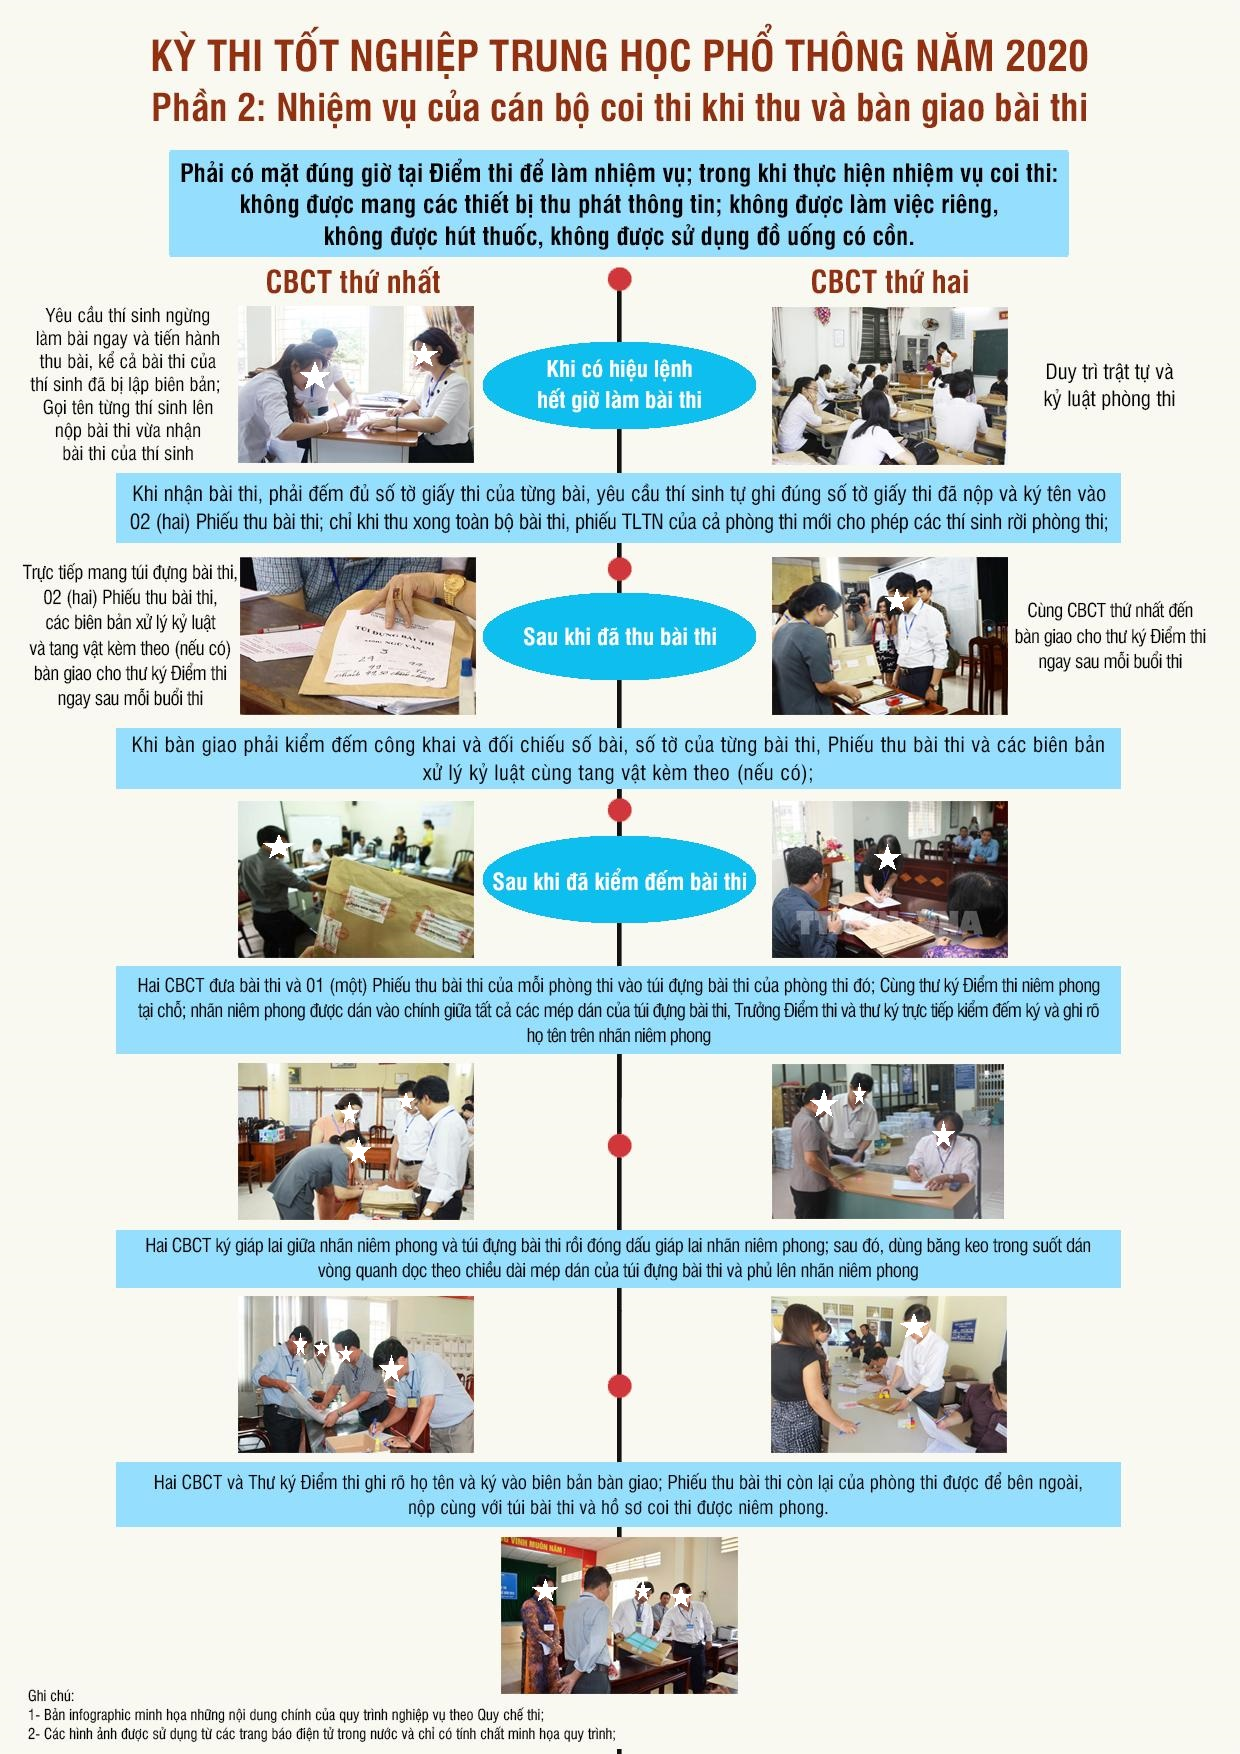 KỲ THI TỐT NGHIỆP TRUNG HỌC PHỔ THÔNG NĂM 2020
Phần 2: Nhiệm vụ của cán bộ coi thi khi thu và bàn giao bài thi
Phải có mặt đúng giờ tại Điểm thi để làm nhiệm vụ; trong khi thực hiện nhiệm vụ coi thi:
không được mang các thiết bị thu phát thông tin; không được làm việc riêng,
không được hút thuốc, không được sử dụng đồ uống có cồn.
CBCT thứ nhất
CBCT thứ hai
Yêu cầu thí sinh ngừng
làm bài ngay và tiến hành
thu bài, kể cả bài thi của
thí sinh đã bị lập biên bản;
Gọi tên từng thí sinh lên
nộp bài thi vừa nhận
bài thi của thí sinh
Khi có hiệu lệnh
hết giờ làm bài thi
Duy trì trật tự và
kỷ luật phòng thi
Khi nhận bài thi, phải đếm đủ số tờ giấy thi của từng bài, yêu cầu thí sinh tự ghi đúng số tờ giấy thi đã nộp và ký tên vào
02 (hai) Phiếu thu bài thi; chỉ khi thu xong toàn bộ bài thi, phiếu TLTN của cả phòng thi mới cho phép các thí sinh rời phòng thi;
Trực tiếp mang túi đựng bài thi,
02 (hai) Phiếu thu bài thi,
các biên bản xử lý kỷ luật
và tang vật kèm theo (nếu có)
bàn giao cho thư ký Điểm thi
ngay sau mỗi buổi thi
TÚI ĐỰNG BÀI THI
NGỮ VĂN
3
24
Sau khi đã thu bài thi
Cùng CBCT thứ nhất đến
bàn giao cho thư ký Điểm thi
ngay sau mỗi buổi thi
Khi bàn giao phải kiểm đếm công khai và đối chiếu số bài, số tờ của từng bài thi, Phiếu thu bài thi và các biên bản
xử lý kỷ luật cùng tang vật kèm theo (nếu có);
Sau khi đã kiểm đếm bài thi
Hai CBCT đưa bài thi và 01 (một) Phiếu thu bài thi của mỗi phòng thi vào túi đựng bài thi của phòng thi đó; Cùng thư ký Điểm thi niêm phong
tại chỗ; nhãn niêm phong được dán vào chính giữa tất cả các mép dán của túi đựng bài thi, Trưởng Điểm thi và thư ký trực tiếp kiểm đếm ký và ghi rõ
họ tên trên nhãn niêm phong
Hai CBCT ký giáp lai giữa nhãn niêm phong và túi đựng bài thi rồi đóng dấu giáp lai nhãn niêm phong; sau đó, dùng băng keo trong suốt dán
vòng quanh dọc theo chiều dài mép dán của túi đựng bài thi và phủ lên nhãn niêm phong
Hai CBCT và Thư ký Điểm thi ghi rõ họ tên và ký vào biên bản bàn giao; Phiếu thu bài thi còn lại của phòng thi được để bên ngoài,
nộp cùng với túi bài thi và hồ sơ coi thi được niêm phong.
VINH MUÔN NĂM !
Ghi chú:
1- Bản infographic minh họa những nội dung chính của quy trình nghiệp vụ theo Quy chế thi;
2- Các hình ảnh được sử dụng từ các trang báo điện tử trong nước và chỉ có tính chất minh họa quy trình;